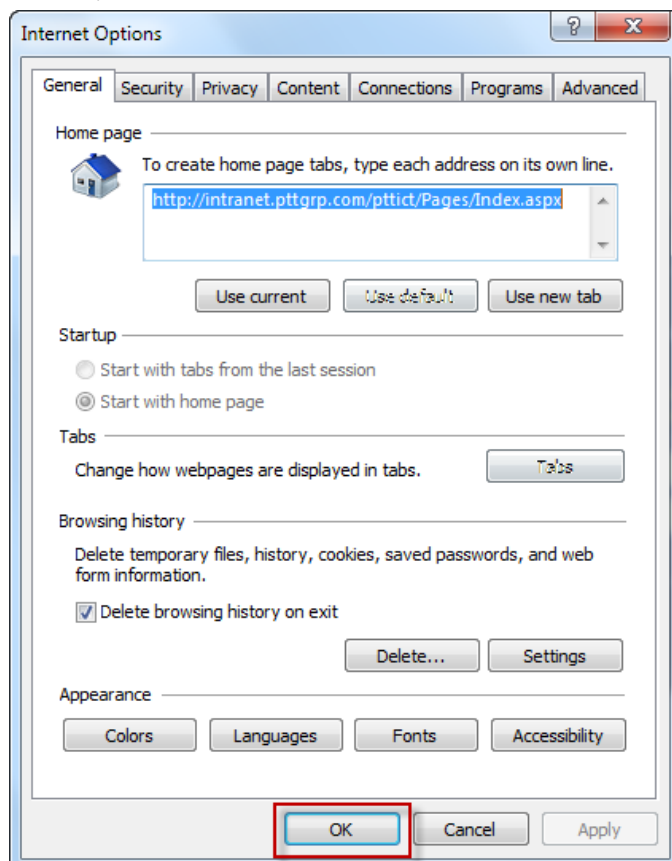 Internet Options
General Security Privacy Content Connections Programs Advanced
Home page
To create home page tabs, type each address on its own line.
http://intranet.pttgrp.com/pttict/Pages/Index.aspx
Use current Use default Use new tab
Startup
Start with tabs from the last session
Start with home page
Tabs
Change how webpages are displayed in tabs. Tabs
Browsing history
Delete temporary files, history, cookies, saved passwords, and web
form information.
Delete browsing history on exit
Delete... Settings
Appearance
Colors Languages Fonts Accessibility
OK Cancel Apply